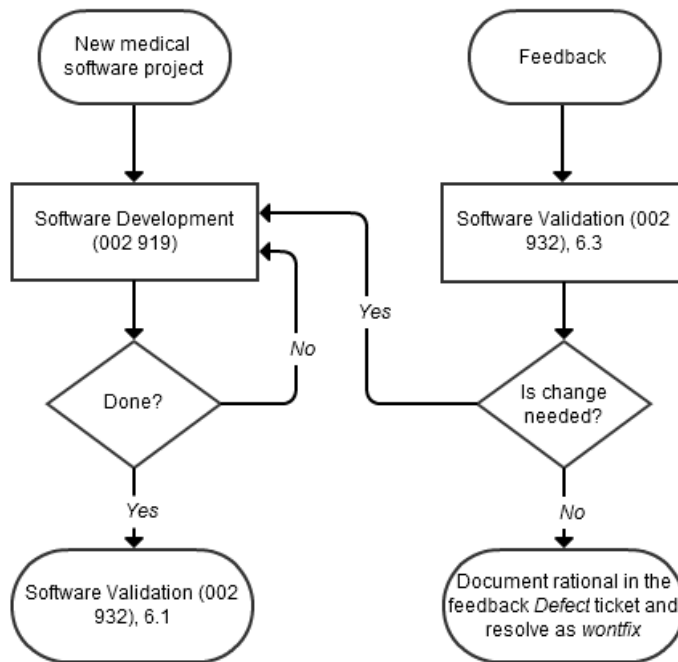 New medical
software project
Feedback
Software Development
(002 919)
Software Validation (002
932), 6.3
Yes
No
Done?
Is change
needed?
Yes
No
Software Validation (002
932), 6.1
Document rational in the
feedback Defect ticket and
resolve as wontfix